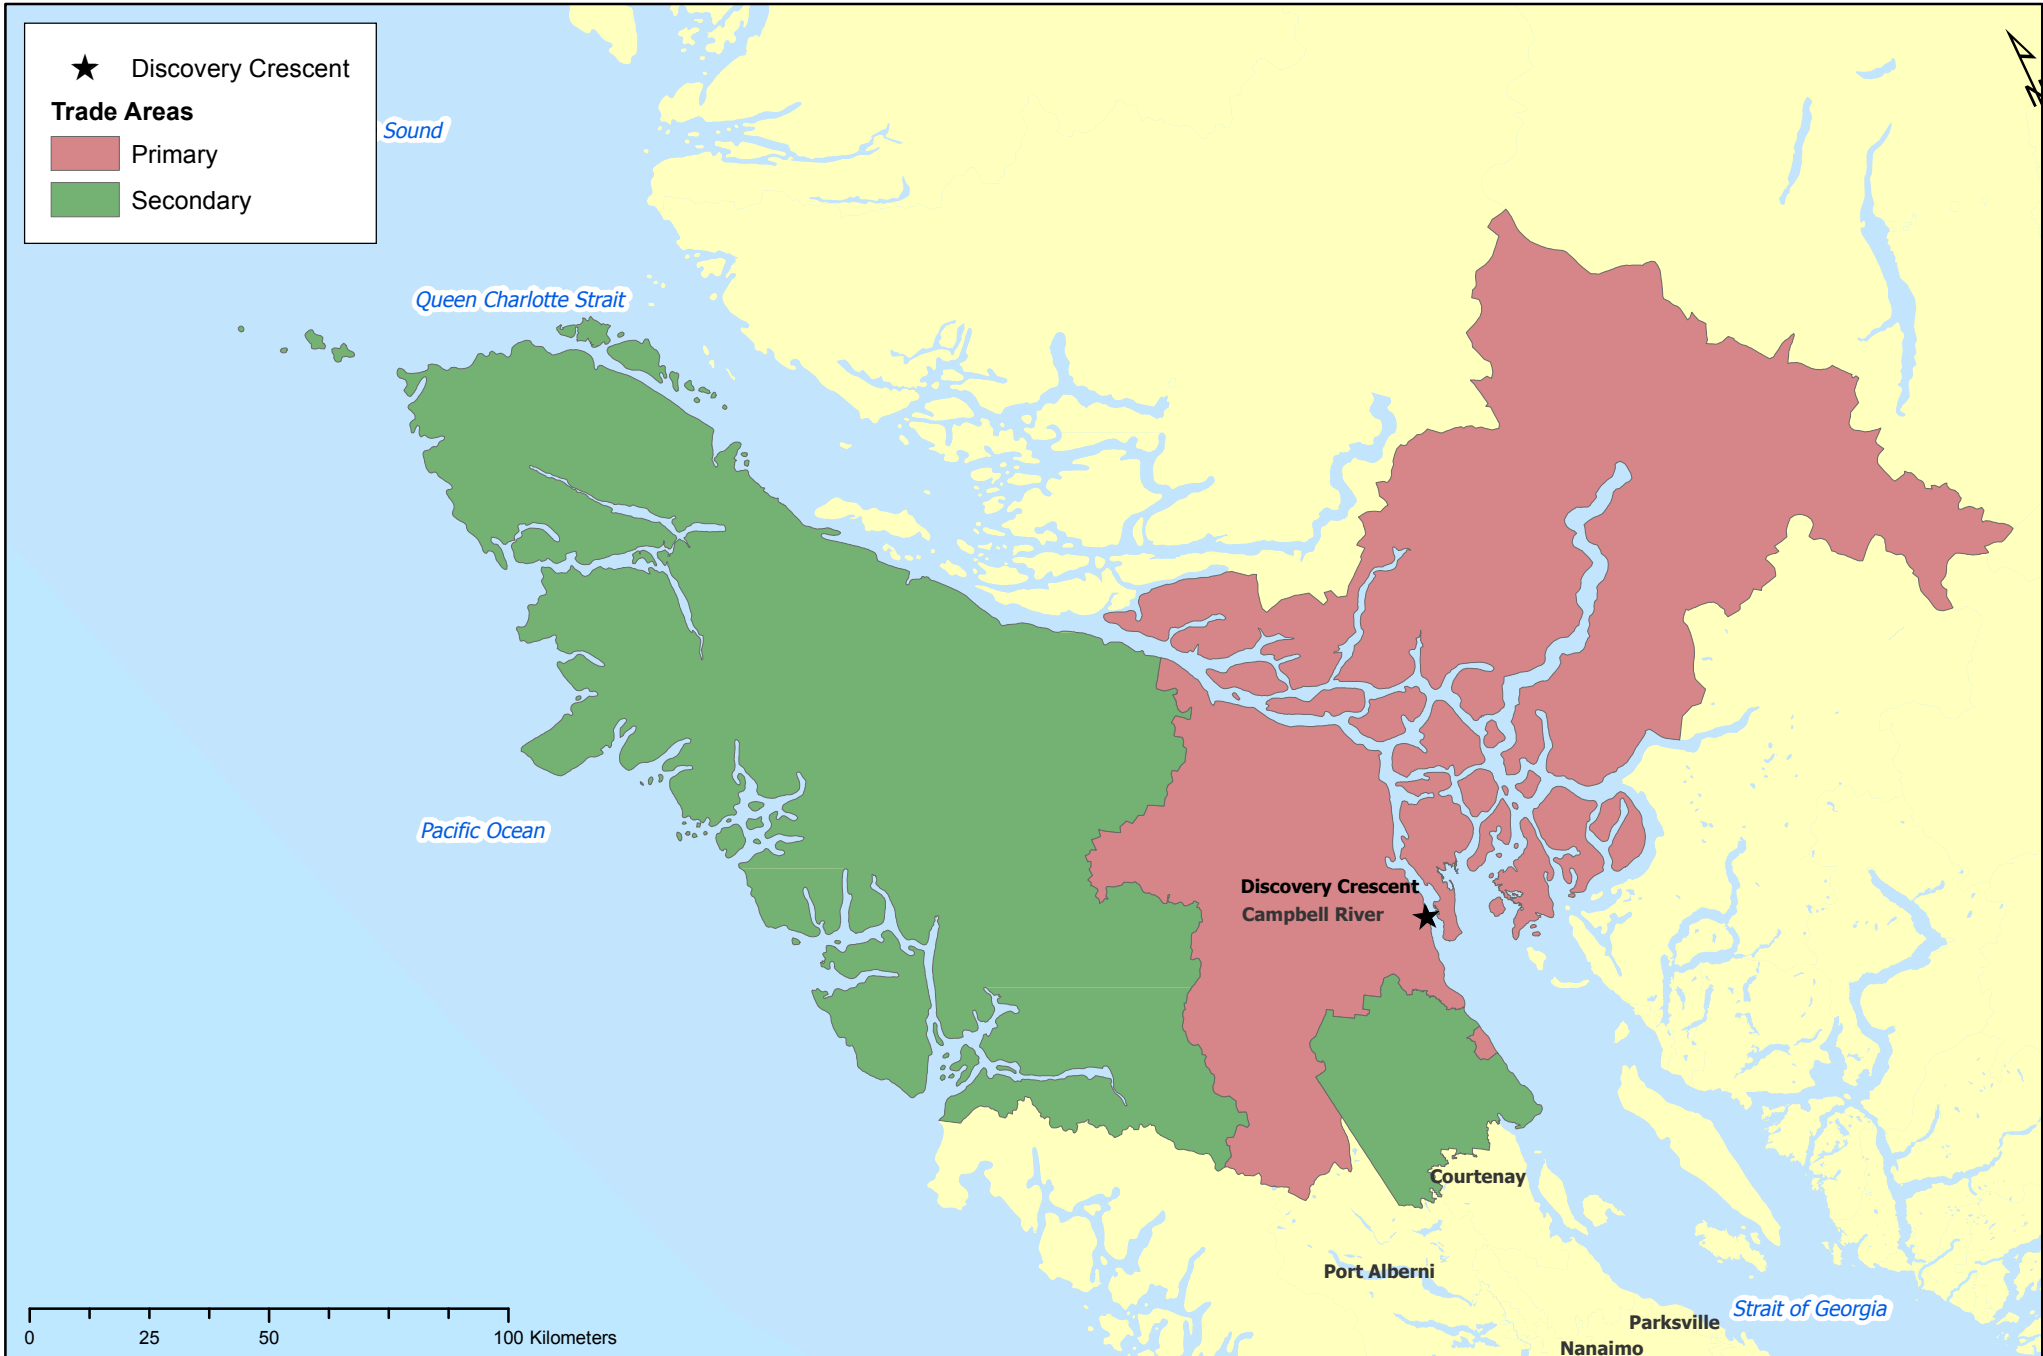 Discovery Crescent
Trade Areas
Primary
Secondary
Sound
N
Queen Charlotte Strait
Pacific Ocean
Discovery Crescent
Campbell River
Courtenay
Port Alberni
Strait of Georgia
Parksville
Nanaimo
0 25 50 100 Kilometers